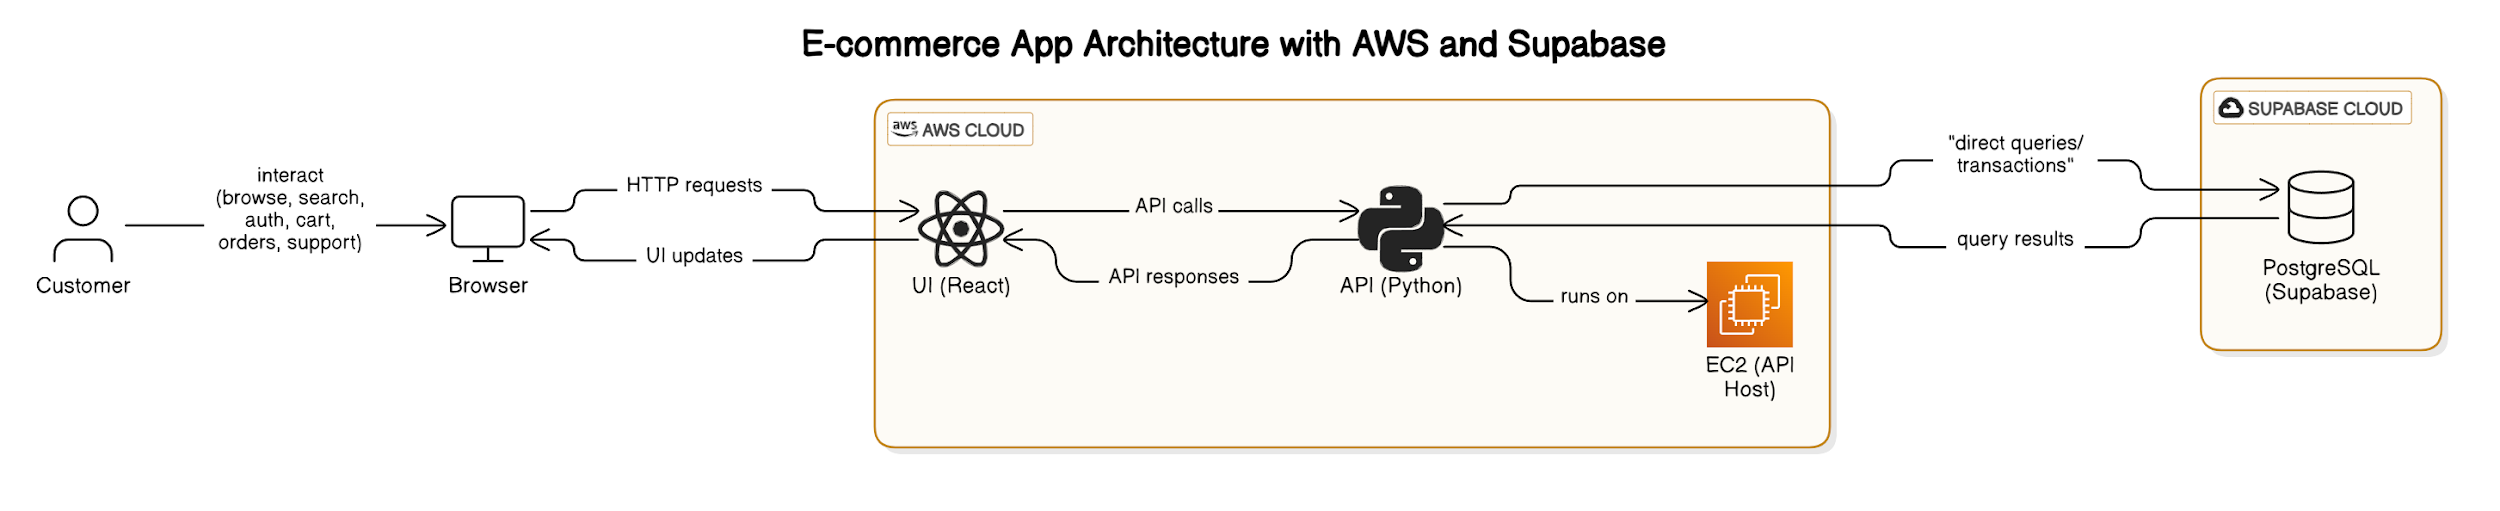 E-commerce App Architecture with AWS and Supabase
aws AWS CLOUD
SUPABASE CLOUD
interact
(browse, search,
auth, cart,
orders, support)
Customer
Browser
HTTP requests
UI updates
UI (React)
API calls
API responses
API (Python)
runs on
EC2 (API
Host)
"direct queries/
transactions"
query results
PostgreSQL
(Supabase)